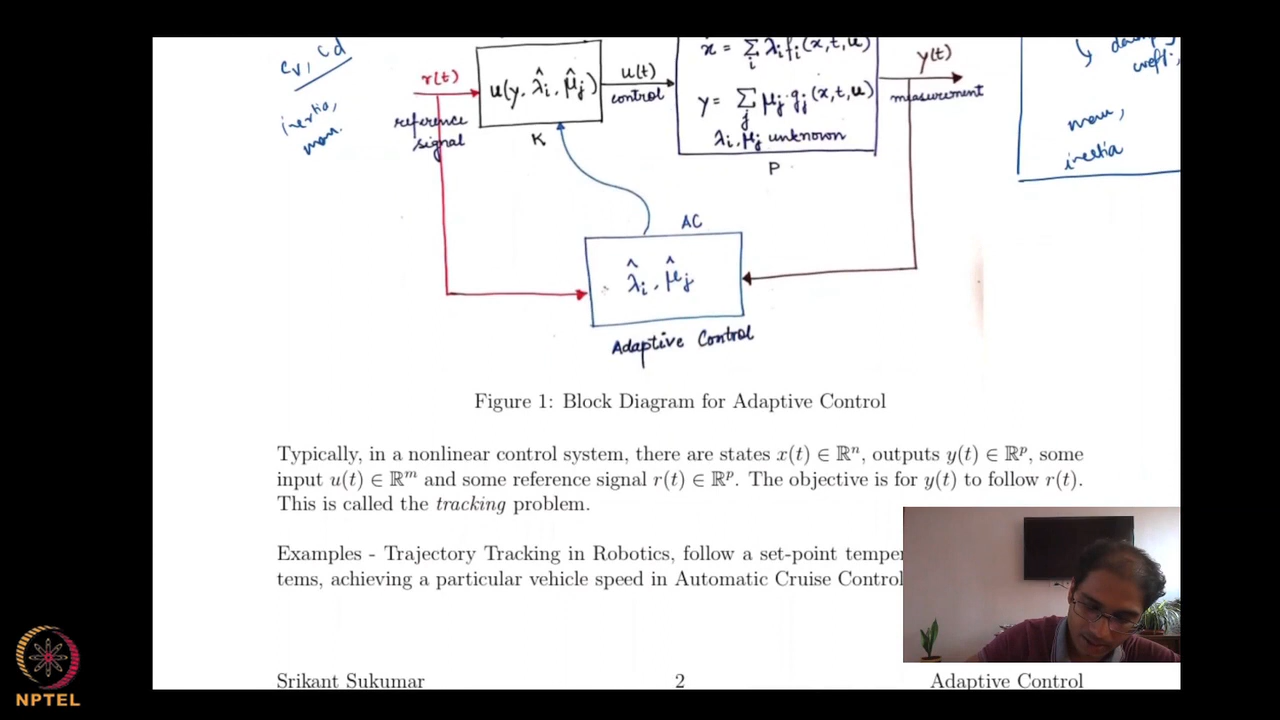 cv, cd
inertia,
mom.
r(t)
reference
signal
u(y, λ̂i, μ̂j)
K
u(t)
control
ẋ = Σi λi fi(x,t,u)
y = Σj μj gj(x,t,u)
λi, μj unknown
P
y(t)
measurement
mom,
inertia
AC
λ̂i, μ̂j
Adaptive Control
Figure 1: Block Diagram for Adaptive Control
Typically, in a nonlinear control system, there are states x(t) ∈ ℝⁿ, outputs y(t) ∈ ℝᵖ, some
input u(t) ∈ ℝᵐ and some reference signal r(t) ∈ ℝᵖ. The objective is for y(t) to follow r(t).
This is called the tracking problem.
Examples - Trajectory Tracking in Robotics, follow a set-point temper
tems, achieving a particular vehicle speed in Automatic Cruise Control
Srikant Sukumar 2 Adaptive Control
NPTEL